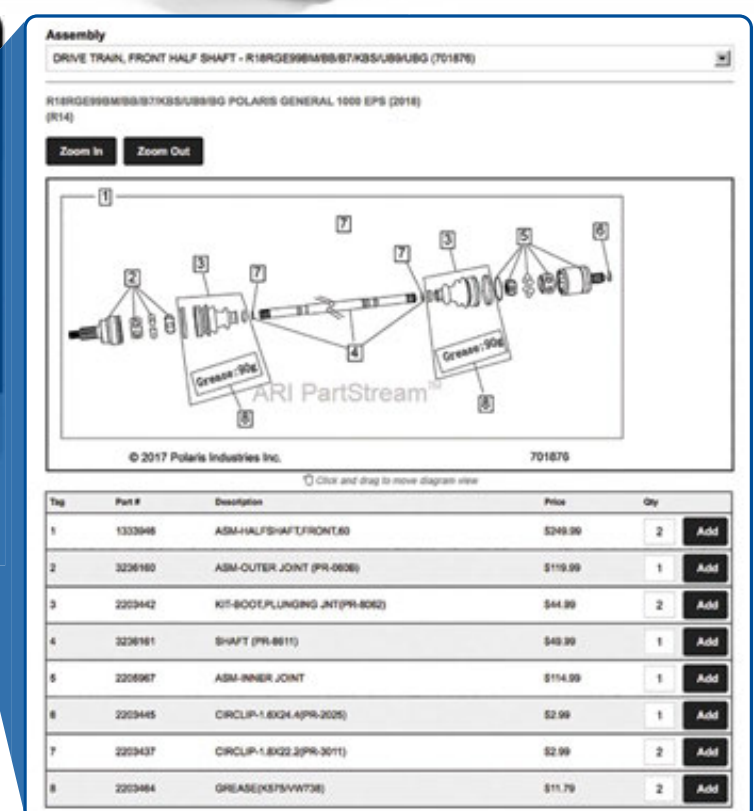 Assembly
DRIVE TRAIN, FRONT HALF SHAFT - R18RGE99BM/BB/B7/KBS/UB9/UBG (701876)
R18RGE99BM/BB/B7/KBS/UB9/BG POLARIS GENERAL 1000 EPS (2018)
(R14)
Zoom In Zoom Out
1
7
6
5
3
7
3
7
2
4
Grease:90g
Grease:90g
8
8
ARI PartStream™
© 2017 Polaris Industries Inc. 701876
Click and drag to move diagram view
Tag Part # Description Price Qty
1 1333946 ASM-HALFSHAFT,FRONT,60 $249.99 2 Add
2 3236160 ASM-OUTER JOINT (PR-060B) $119.99 1 Add
3 2203442 KIT-BOOT,PLUNGING JNT(PR-8062) $44.99 2 Add
4 3236161 SHAFT (PR-8611) $49.99 1 Add
5 2205967 ASM-INNER JOINT $114.99 1 Add
6 2203445 CIRCLIP-1.6X24.4(PR-2025) $2.99 1 Add
7 2203437 CIRCLIP-1.8X22.2(PR-3011) $2.99 2 Add
8 2203464 GREASE(K575/VW738) $11.79 2 Add